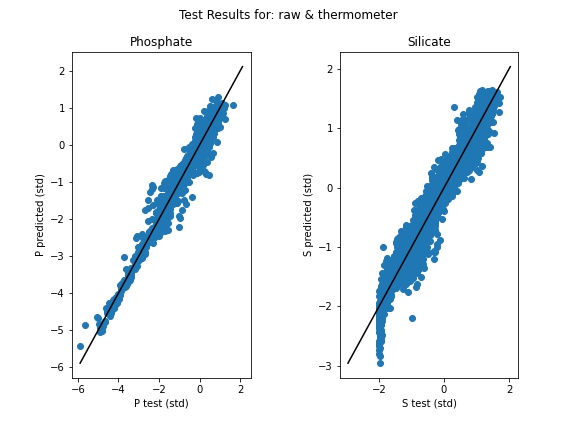 Test Results for: raw & thermometer
Phosphate
Silicate
P predicted (std)
2
1
0
−1
−2
−3
−4
−5
−6
−6 −4 −2 0 2
P test (std)
S predicted (std)
2
1
0
−1
−2
−3
−2 0 2
S test (std)